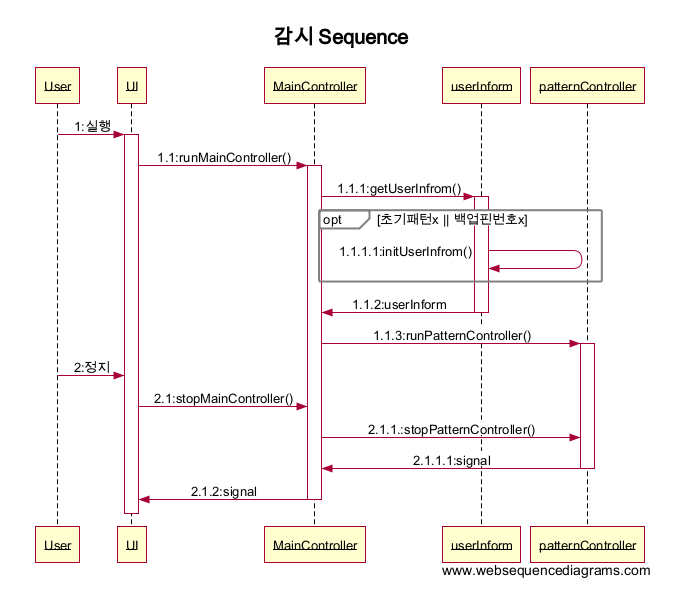 감시 Sequence
User
UI
MainController
userInform
patternController
1:실행
1.1:runMainController()
1.1.1:getUserInfrom()
opt
[초기패턴x || 백업핀번호x]
1.1.1.1:initUserInfrom()
1.1.2:userInform
1.1.3:runPatternController()
2:정지
2.1:stopMainController()
2.1.1.:stopPatternController()
2.1.1.1:signal
2.1.2:signal
User
UI
MainController
userInform
patternController
www.websequencediagrams.com